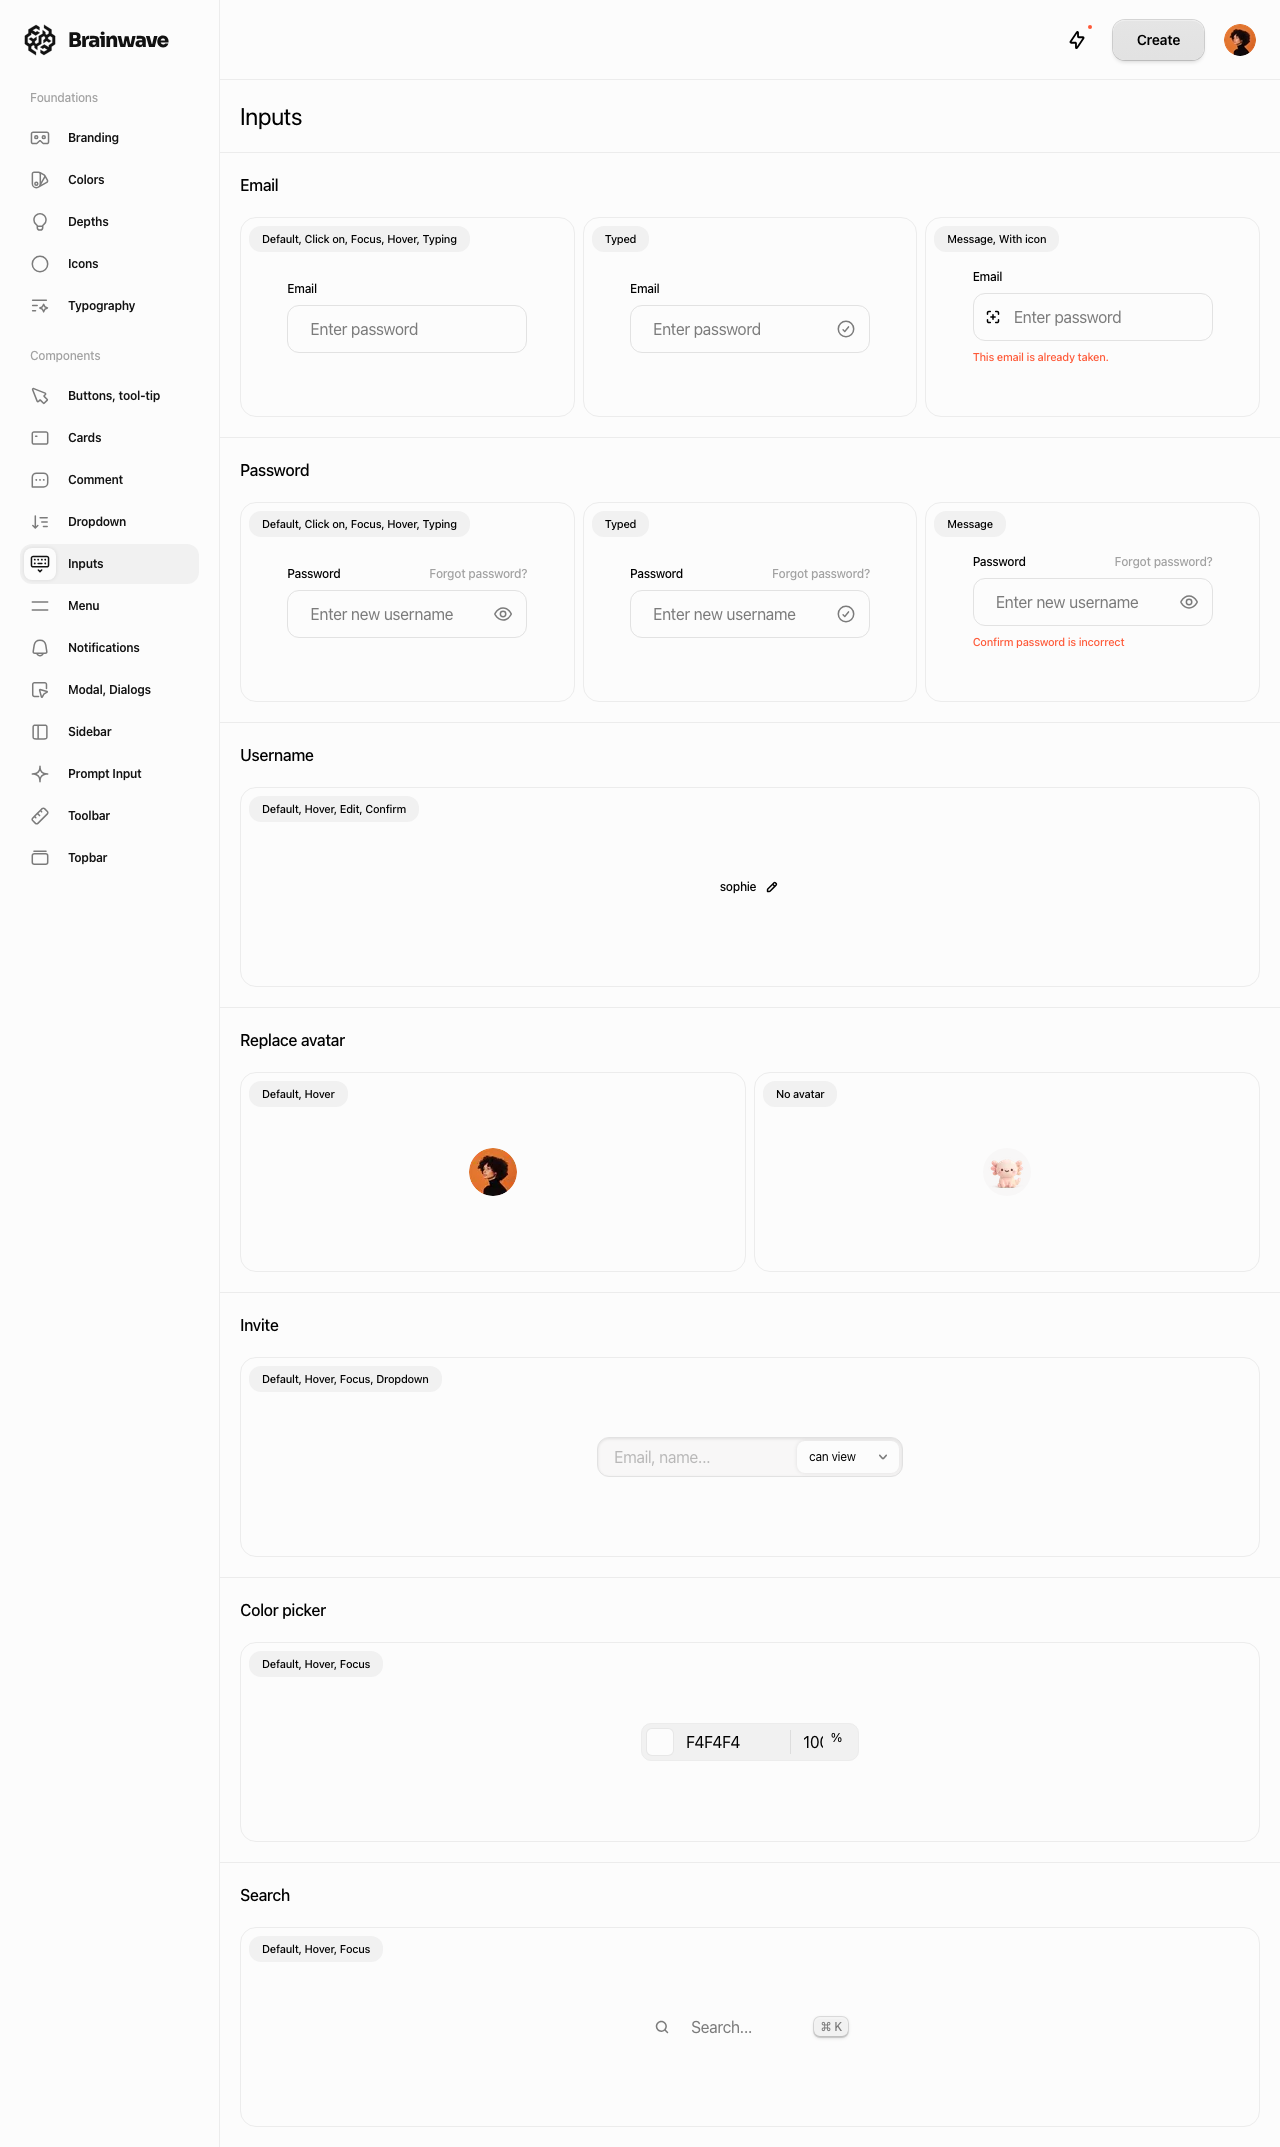 Brainwave
Create
Foundations
Branding
Colors
Depths
Icons
Typography
Components
Buttons, tool-tip
Cards
Comment
Dropdown
Inputs
Menu
Notifications
Modal, Dialogs
Sidebar
Prompt Input
Toolbar
Topbar
Inputs
Email
Default, Click on, Focus, Hover, Typing
Email
Enter password
Typed
Email
Enter password
Message, With icon
Email
Enter password
This email is already taken.
Password
Default, Click on, Focus, Hover, Typing
Password Forgot password?
Enter new username
Typed
Password Forgot password?
Enter new username
Message
Password Forgot password?
Enter new username
Confirm password is incorrect
Username
Default, Hover, Edit, Confirm
sophie
Replace avatar
Default, Hover
No avatar
Invite
Default, Hover, Focus, Dropdown
Email, name... can view
Color picker
Default, Hover, Focus
F4F4F4 100 %
Search
Default, Hover, Focus
Search... ⌘ K